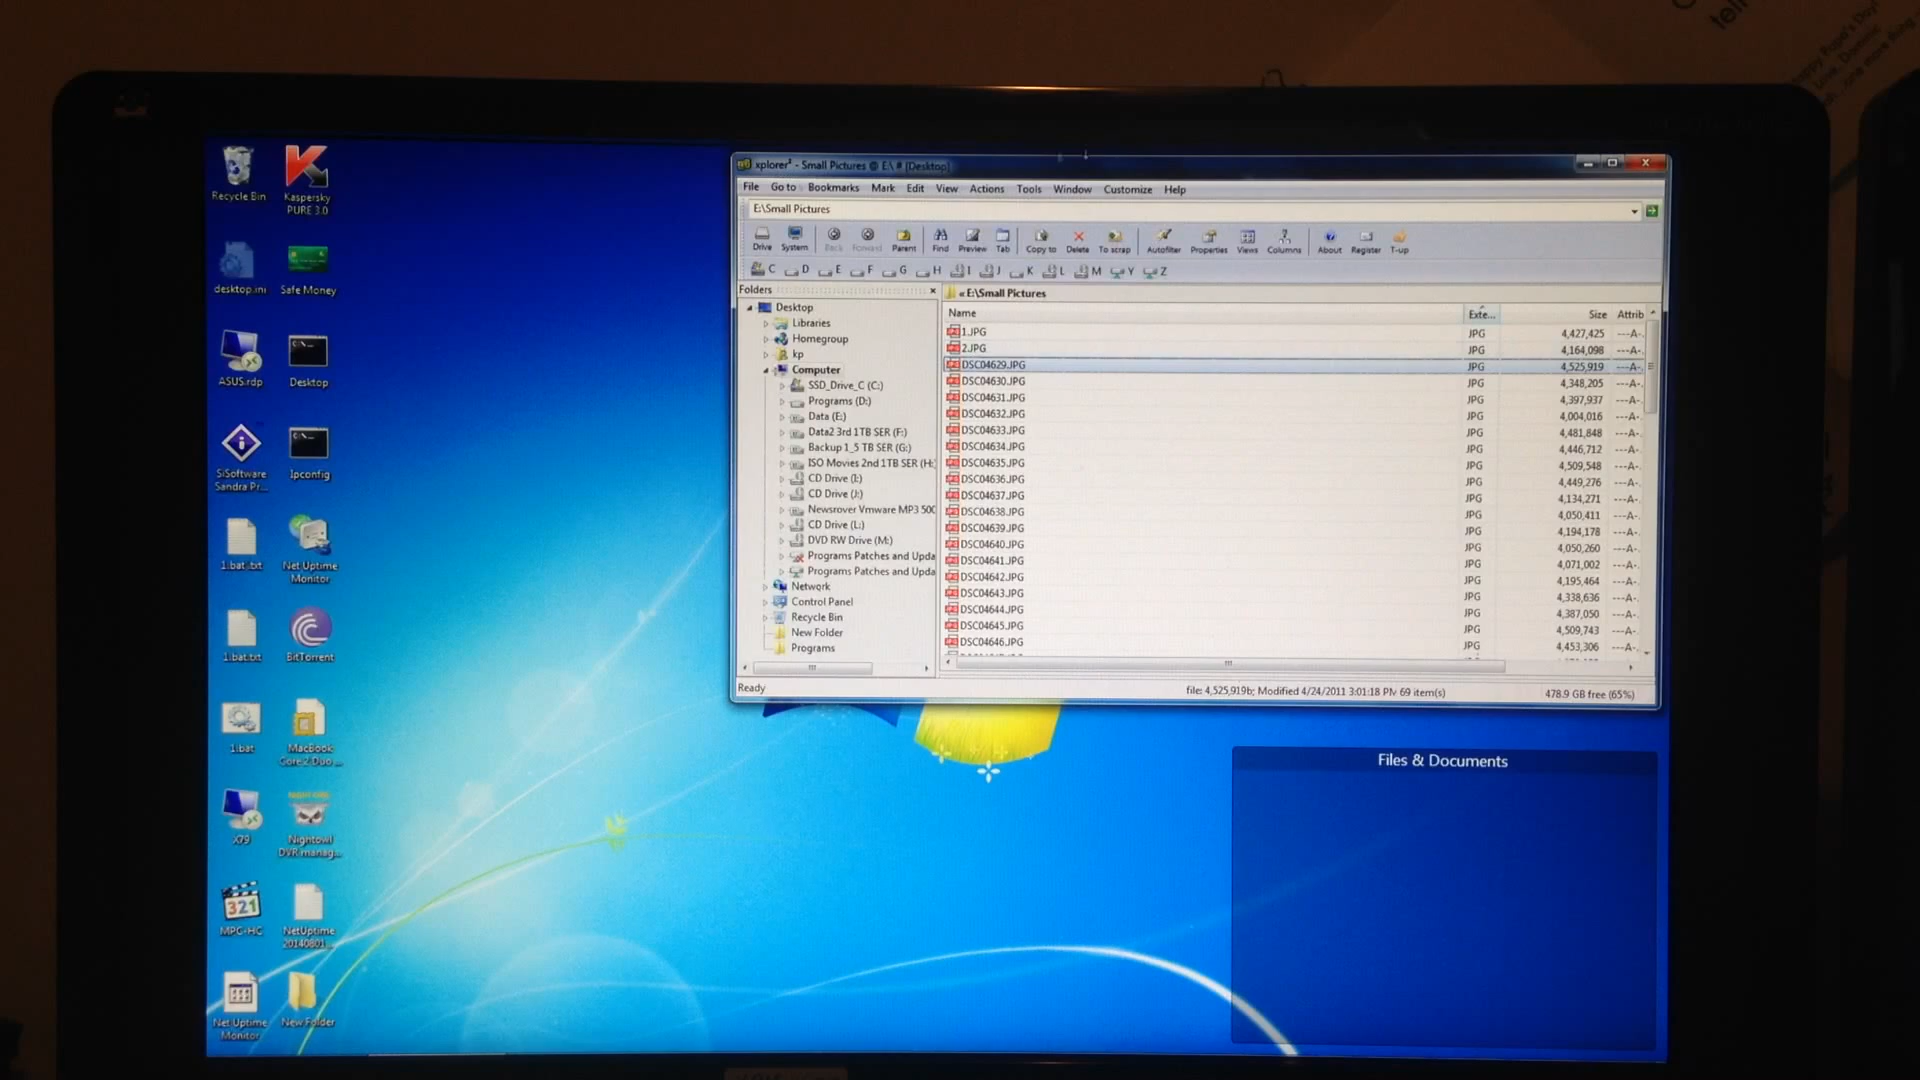 tell
Happy Papa's Day!
Love, Dominic
one more thing
Recycle Bin
Kaspersky
PURE 3.0
desktop.ini
Safe Money
ASUS.rdp
Desktop
SiSoftware
Sandra Pr...
Ipconfig
1.bat.txt
Net Uptime
Monitor
1.bat.txt
BitTorrent
1.bat
MacBook
Core 2 Duo ...
X79
Nightowl
DVR manag...
321
MPC-HC
NetUptime
20140801...
Net Uptime
Monitor
New Folder
xplorer² - Small Pictures @ E:\ # [Desktop]
File Go to Bookmarks Mark Edit View Actions Tools Window Customize Help
E:\Small Pictures
Drive System Back Forward Parent Find Preview Tab Copy to Delete To scrap Autofilter Properties Views Columns About Register T-up
C D E F G H I J K L M Y Z
Folders
Desktop
Libraries
Homegroup
kp
Computer
SSD_Drive_C (C:)
Programs (D:)
Data (E:)
Data2 3rd 1TB SER (F:)
Backup 1_5 TB SER (G:)
ISO Movies 2nd 1TB SER (H:
CD Drive (I:)
CD Drive (J:)
Newsrover Vmware MP3 500
CD Drive (L:)
DVD RW Drive (M:)
Programs Patches and Upda
Programs Patches and Upda
Network
Control Panel
Recycle Bin
New Folder
Programs
« E:\Small Pictures
Name Exte... Size Attrib
1.JPG JPG 4,427,425 ---A-.
2.JPG JPG 4,164,098 ---A-.
DSC04629.JPG JPG 4,525,919 ---A-.
DSC04630.JPG JPG 4,348,205 ---A-.
DSC04631.JPG JPG 4,397,937 ---A-.
DSC04632.JPG JPG 4,004,016 ---A-.
DSC04633.JPG JPG 4,481,848 ---A-.
DSC04634.JPG JPG 4,446,712 ---A-.
DSC04635.JPG JPG 4,509,548 ---A-.
DSC04636.JPG JPG 4,449,276 ---A-.
DSC04637.JPG JPG 4,134,271 ---A-.
DSC04638.JPG JPG 4,050,411 ---A-.
DSC04639.JPG JPG 4,194,178 ---A-.
DSC04640.JPG JPG 4,050,260 ---A-.
DSC04641.JPG JPG 4,071,002 ---A-.
DSC04642.JPG JPG 4,195,464 ---A-.
DSC04643.JPG JPG 4,338,636 ---A-.
DSC04644.JPG JPG 4,387,050 ---A-.
DSC04645.JPG JPG 4,509,743 ---A-.
DSC04646.JPG JPG 4,453,306 ---A-.
Ready
file: 4,525,919b; Modified 4/24/2011 3:01:18 PM 69 item(s)
478.9 GB free (65%)
Files & Documents